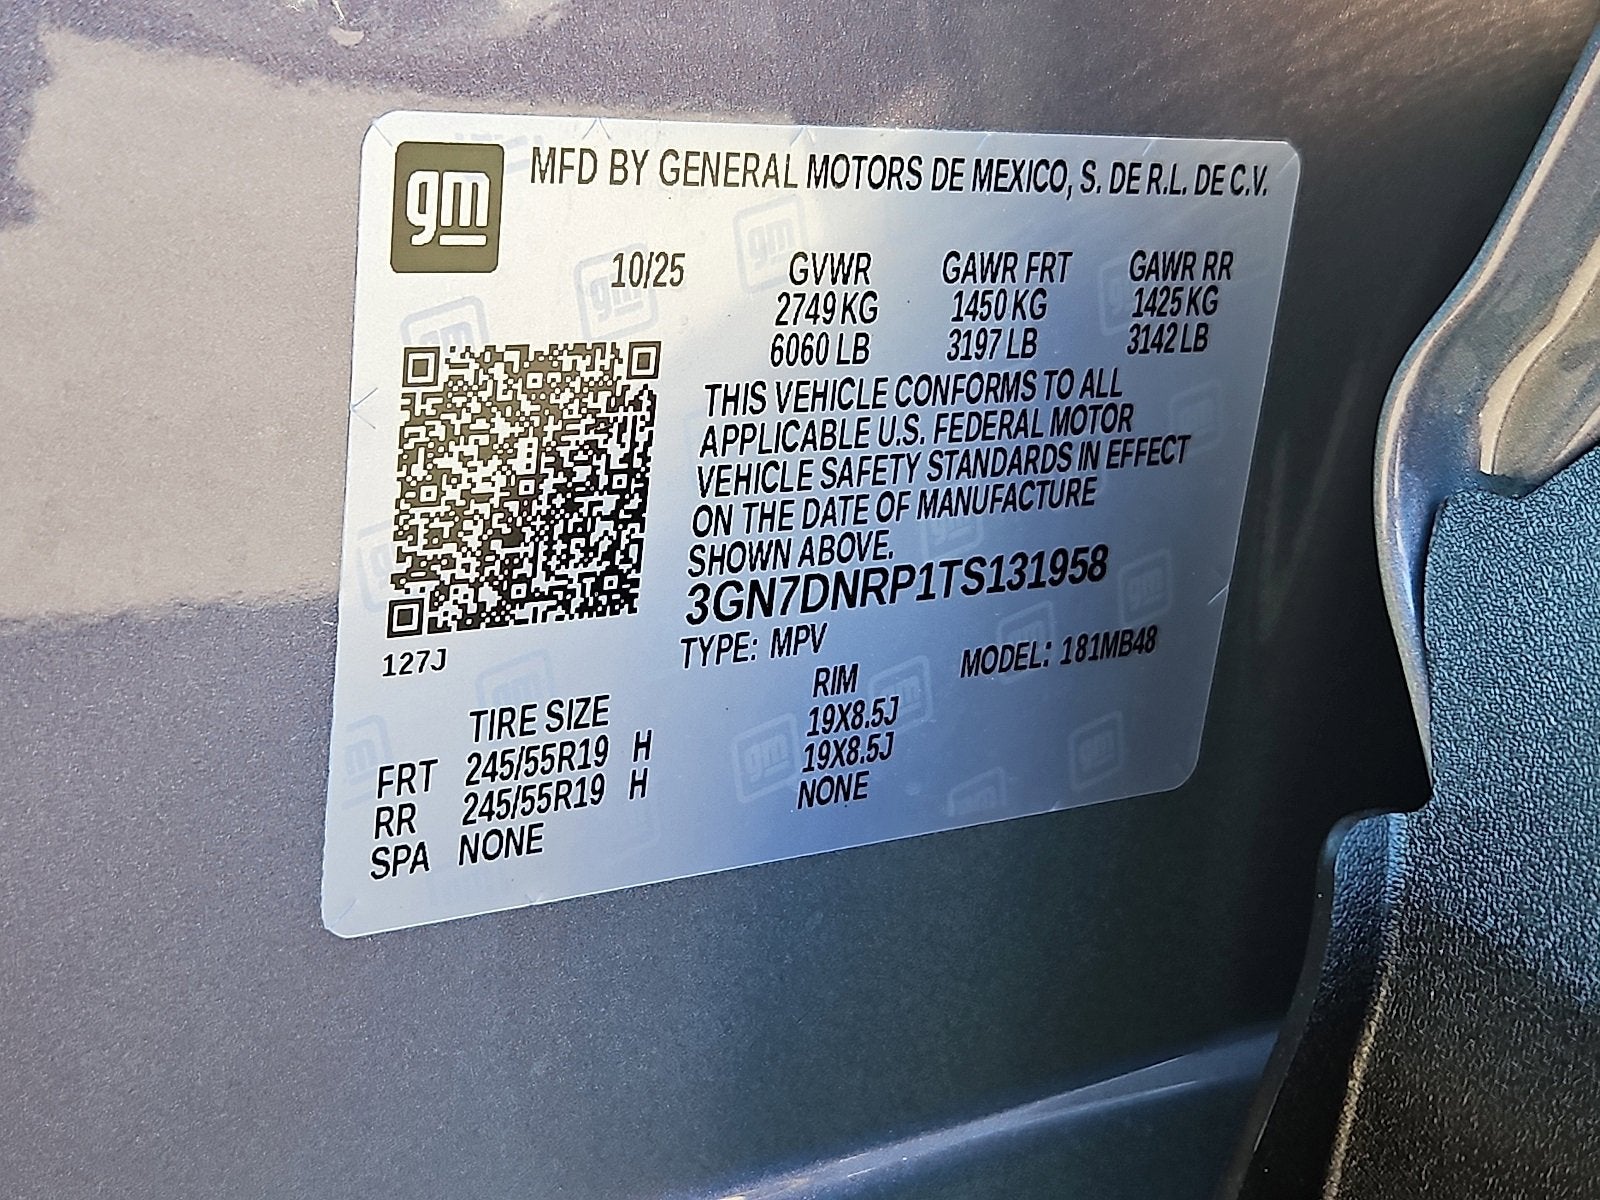 gm
MFD BY GENERAL MOTORS DE MEXICO, S. DE R.L. DE C.V.
10/25 GVWR GAWR FRT GAWR RR
2749 KG 1450 KG 1425 KG
6060 LB 3197 LB 3142 LB
THIS VEHICLE CONFORMS TO ALL
APPLICABLE U.S. FEDERAL MOTOR
VEHICLE SAFETY STANDARDS IN EFFECT
ON THE DATE OF MANUFACTURE
SHOWN ABOVE.
3GN7DNRP1TS131958
127J
TYPE: MPV MODEL: 181MB48
TIRE SIZE RIM
FRT 245/55R19 H 19X8.5J
RR 245/55R19 H 19X8.5J
SPA NONE NONE